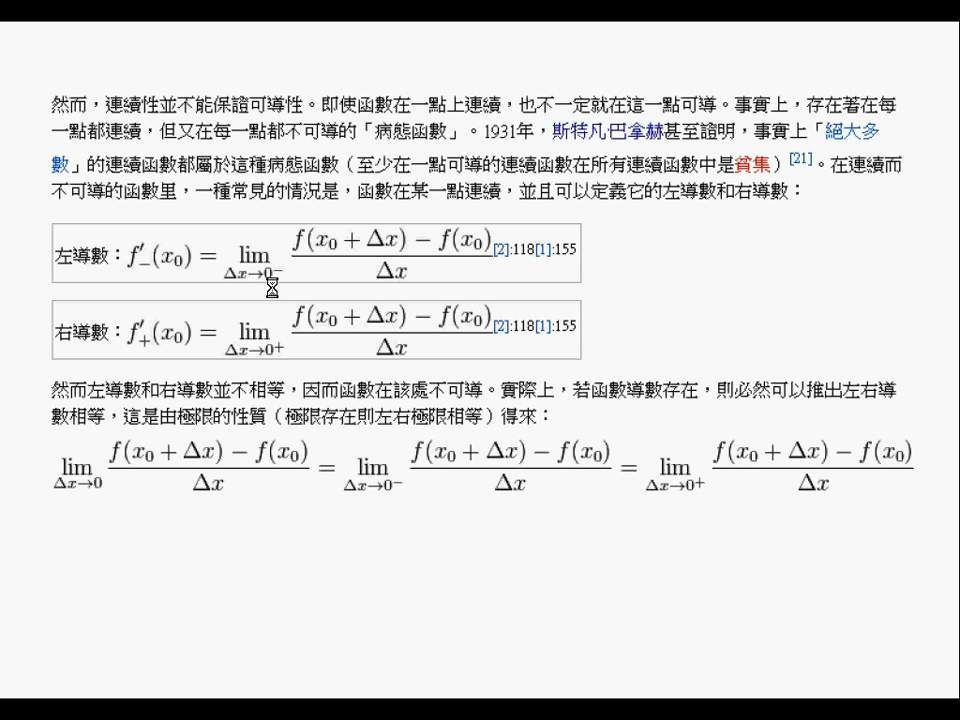 然而，連續性並不能保證可導性。即使函數在一點上連續，也不一定就在這一點可導。事實上，存在著在每
一點都連續，但又在每一點都不可導的「病態函數」。1931年，斯特凡·巴拿赫甚至證明，事實上「絕大多
數」的連續函數都屬於這種病態函數（至少在一點可導的連續函數在所有連續函數中是貧集）[21]。在連續而
不可導的函數里，一種常見的情況是，函數在某一點連續，並且可以定義它的左導數和右導數：
左導數：f′₋(x₀) = lim_{Δx→0⁻} (f(x₀ + Δx) − f(x₀))/Δx [2]:118[1]:155
右導數：f′₊(x₀) = lim_{Δx→0⁺} (f(x₀ + Δx) − f(x₀))/Δx [2]:118[1]:155
然而左導數和右導數並不相等，因而函數在該處不可導。實際上，若函數導數存在，則必然可以推出左右導
數相等，這是由極限的性質（極限存在則左右極限相等）得來：
lim_{Δx→0} (f(x₀ + Δx) − f(x₀))/Δx = lim_{Δx→0⁻} (f(x₀ + Δx) − f(x₀))/Δx = lim_{Δx→0⁺} (f(x₀ + Δx) − f(x₀))/Δx